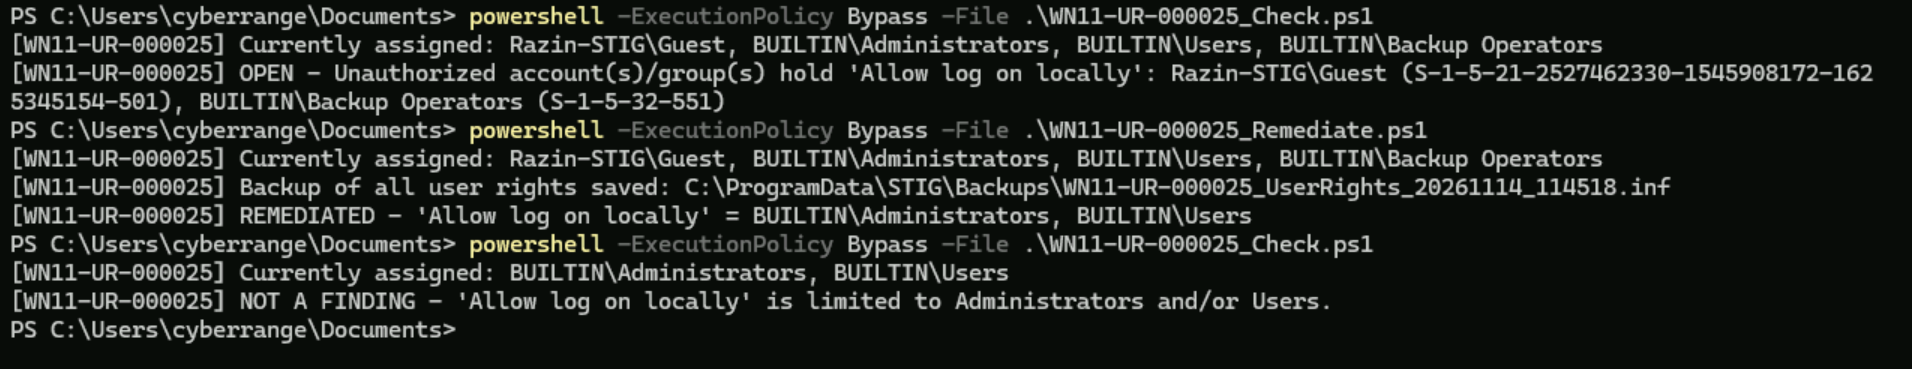 PS C:\Users\cyberrange\Documents> powershell -ExecutionPolicy Bypass -File .\WN11-UR-000025_Check.ps1
[WN11-UR-000025] Currently assigned: Razin-STIG\Guest, BUILTIN\Administrators, BUILTIN\Users, BUILTIN\Backup Operators
[WN11-UR-000025] OPEN - Unauthorized account(s)/group(s) hold 'Allow log on locally': Razin-STIG\Guest (S-1-5-21-2527462330-1545908172-162
5345154-501), BUILTIN\Backup Operators (S-1-5-32-551)
PS C:\Users\cyberrange\Documents> powershell -ExecutionPolicy Bypass -File .\WN11-UR-000025_Remediate.ps1
[WN11-UR-000025] Currently assigned: Razin-STIG\Guest, BUILTIN\Administrators, BUILTIN\Users, BUILTIN\Backup Operators
[WN11-UR-000025] Backup of all user rights saved: C:\ProgramData\STIG\Backups\WN11-UR-000025_UserRights_20261114_114518.inf
[WN11-UR-000025] REMEDIATED - 'Allow log on locally' = BUILTIN\Administrators, BUILTIN\Users
PS C:\Users\cyberrange\Documents> powershell -ExecutionPolicy Bypass -File .\WN11-UR-000025_Check.ps1
[WN11-UR-000025] Currently assigned: BUILTIN\Administrators, BUILTIN\Users
[WN11-UR-000025] NOT A FINDING - 'Allow log on locally' is limited to Administrators and/or Users.
PS C:\Users\cyberrange\Documents>